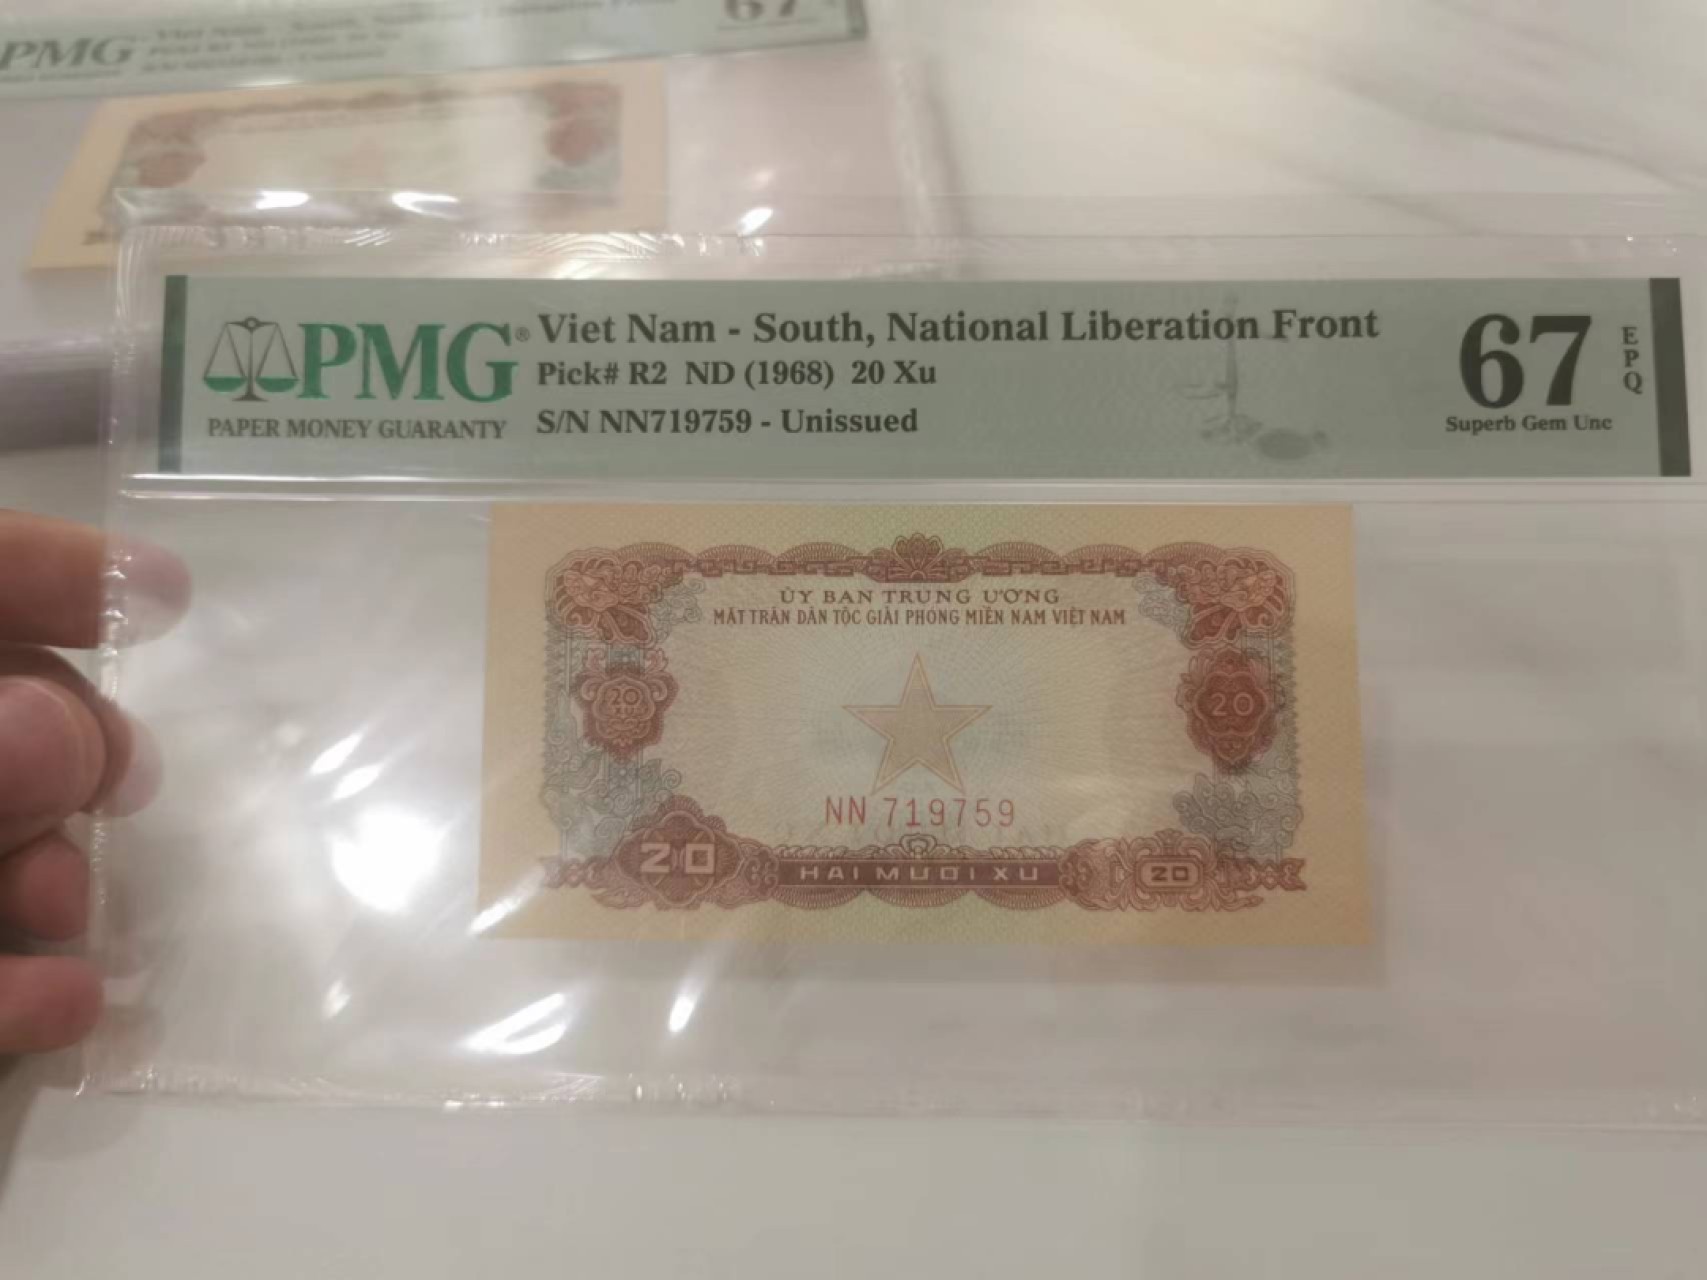 PMG
67
PMG®
PAPER MONEY GUARANTY
Viet Nam - South, National Liberation Front
Pick# R2 ND (1968) 20 Xu
S/N NN719759 - Unissued
67
EPQ
Superb Gem Unc
ỦY BAN TRUNG ƯƠNG
MẶT TRẬN DÂN TỘC GIẢI PHÓNG MIỀN NAM VIỆT NAM
20
20
NN 719759
20
HAI MƯƠI XU
20